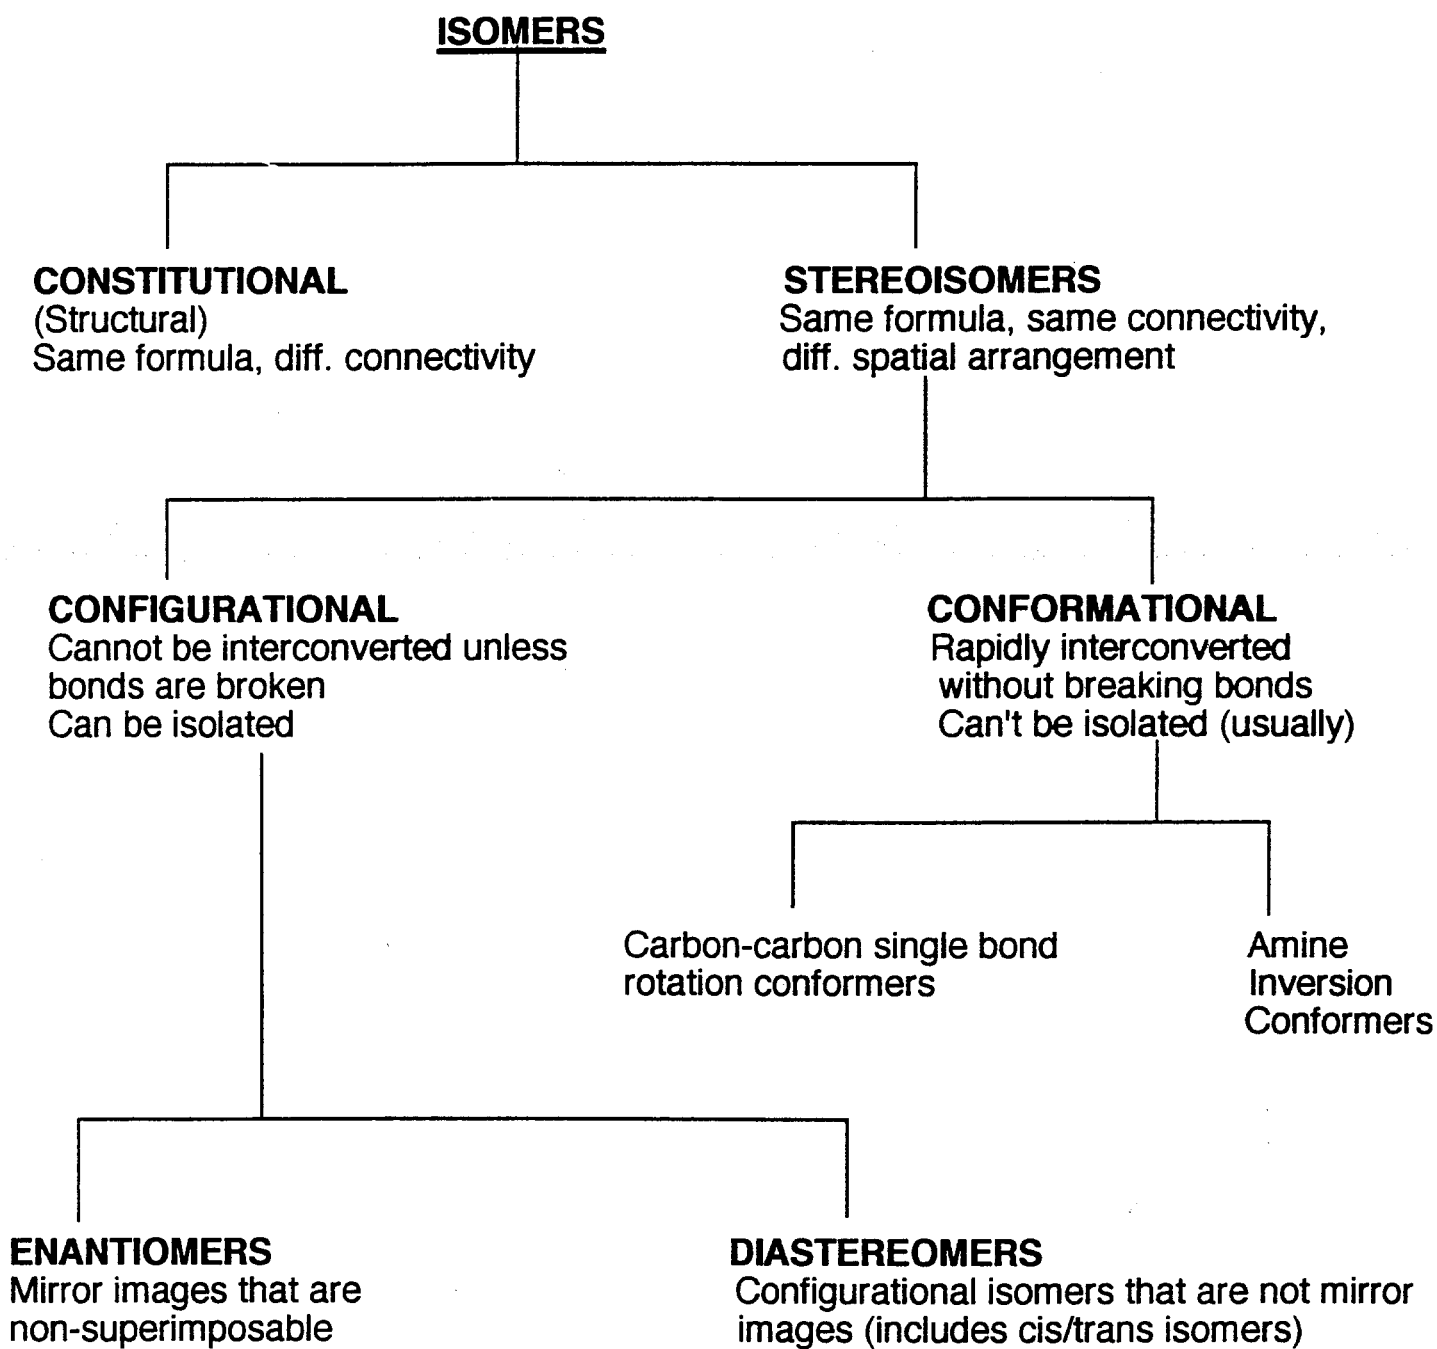 ISOMERS
CONSTITUTIONAL
(Structural)
Same formula, diff. connectivity
STEREOISOMERS
Same formula, same connectivity,
diff. spatial arrangement
CONFIGURATIONAL
Cannot be interconverted unless
bonds are broken
Can be isolated
CONFORMATIONAL
Rapidly interconverted
without breaking bonds
Can't be isolated (usually)
Carbon-carbon single bond
rotation conformers
Amine
Inversion
Conformers
ENANTIOMERS
Mirror images that are
non-superimposable
DIASTEREOMERS
Configurational isomers that are not mirror
images (includes cis/trans isomers)